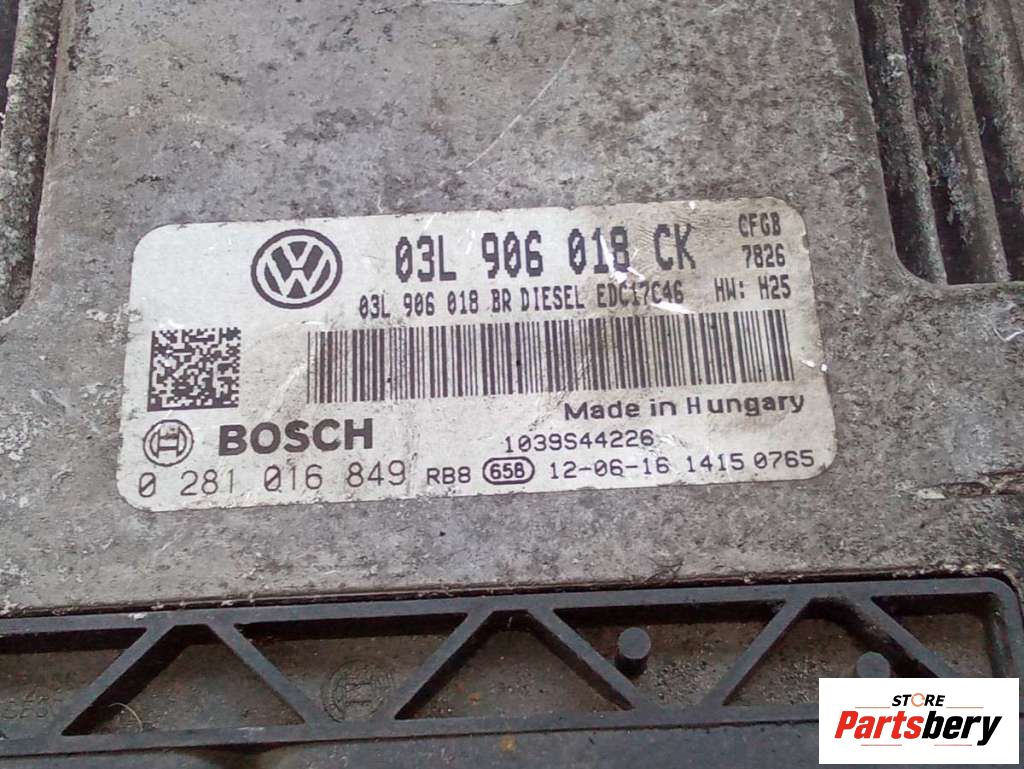 03L 906 018 CK
CFGB
7826
03L 906 018 BR DIESEL EDC17C46 HW: H25
Made in Hungary
BOSCH
1039S44226
0 281 016 849 RB8 65B 12-06-16 1415 0765
STORE
Partsbery